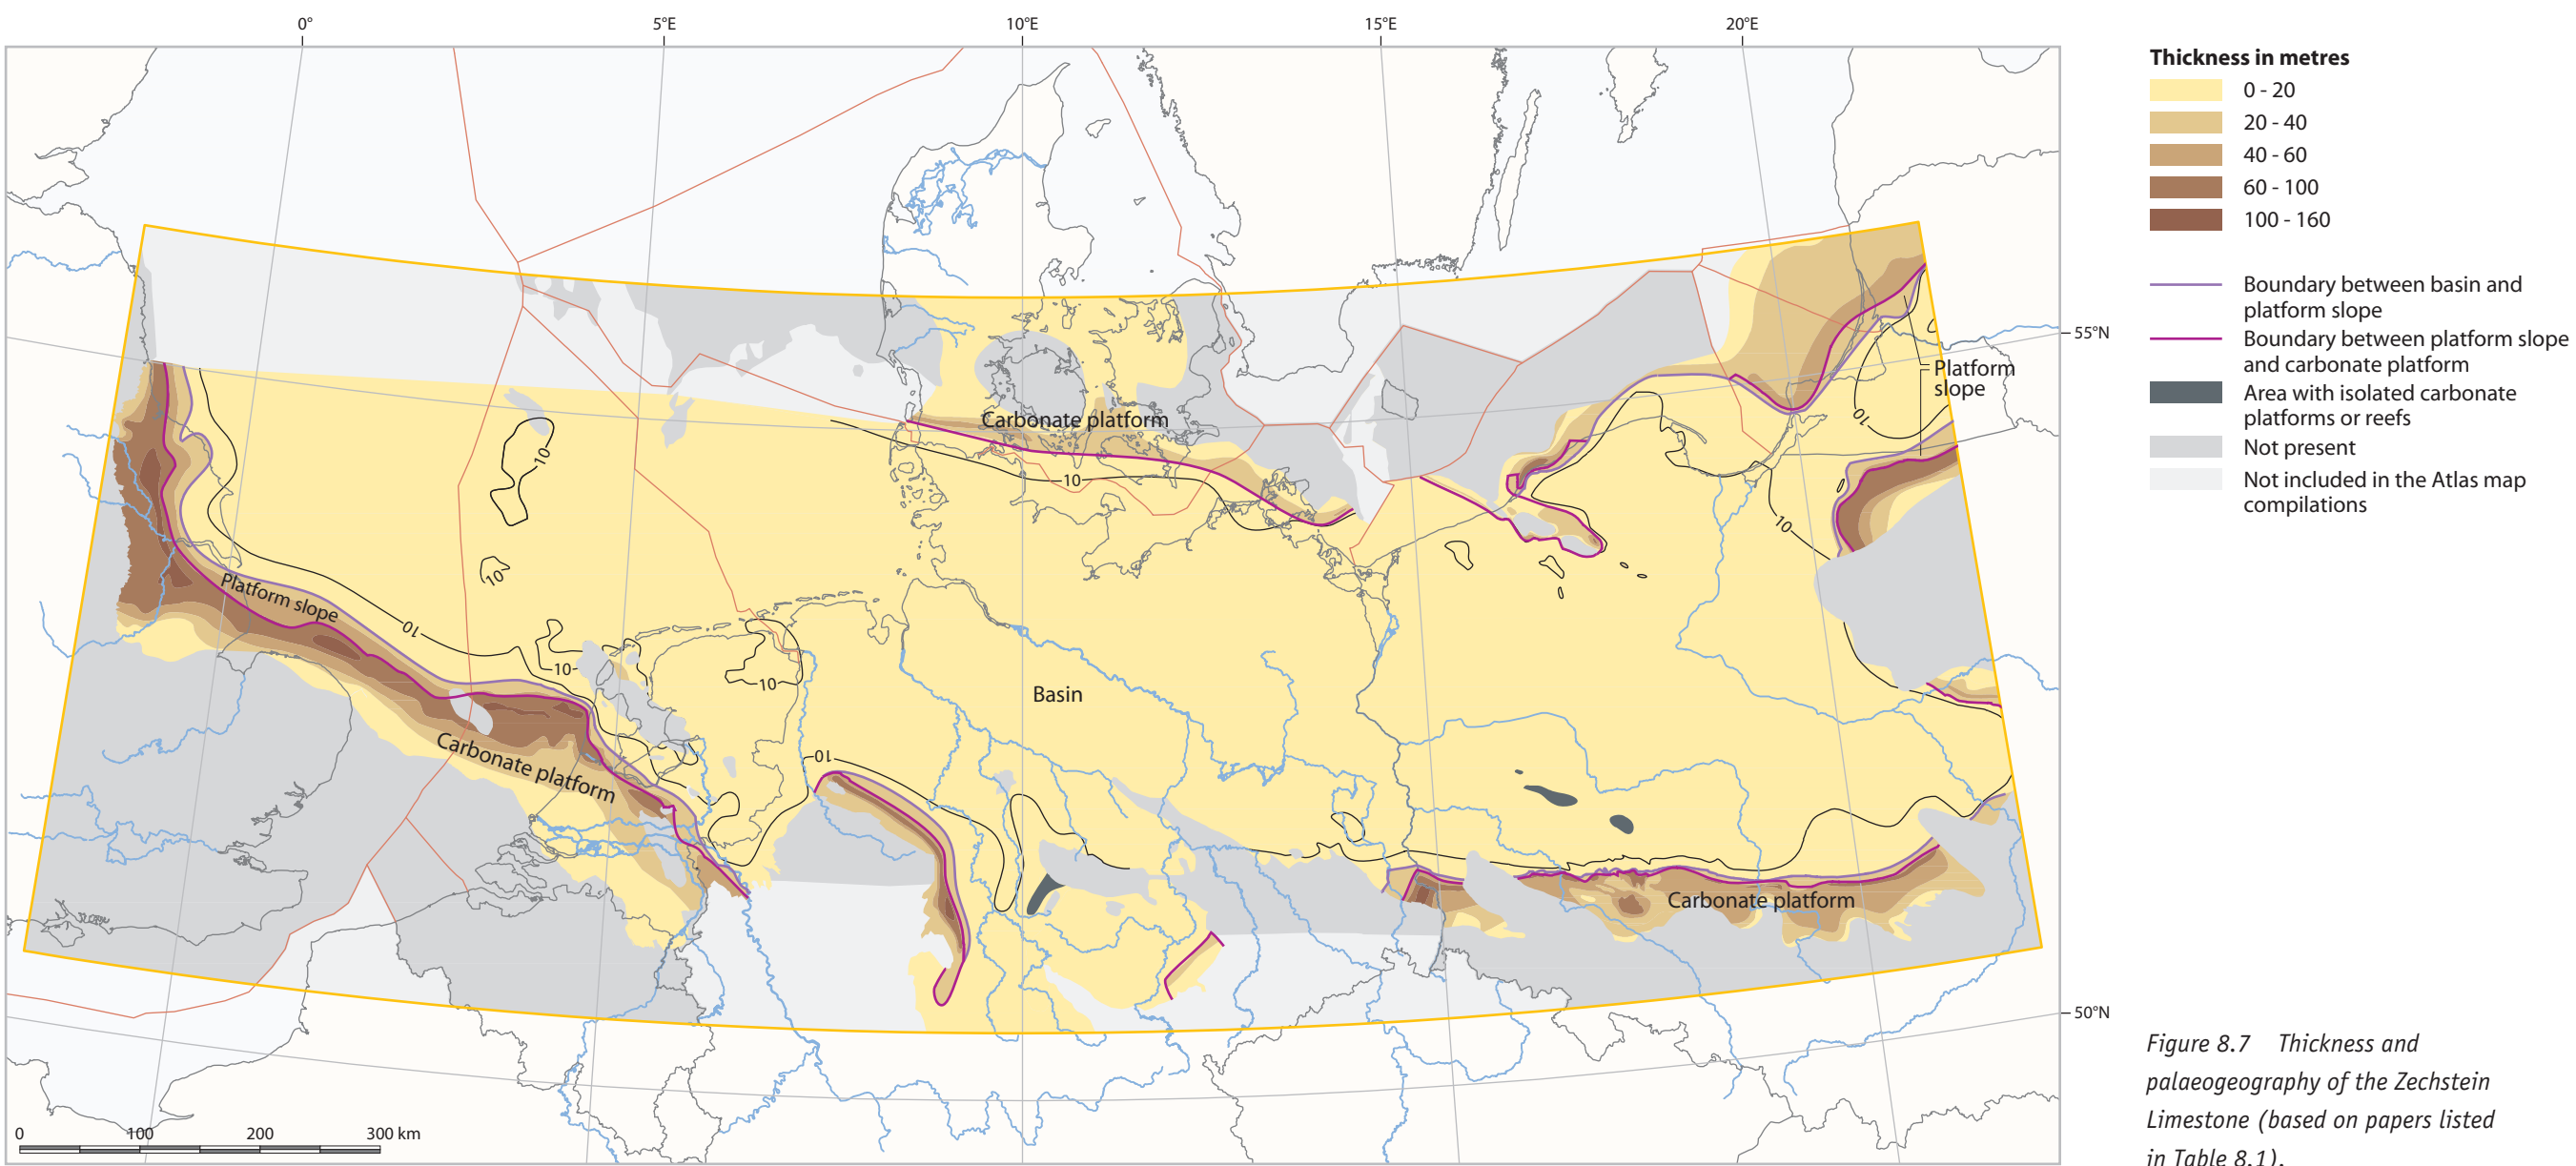 0°
5°E
10°E
15°E
20°E
55°N
50°N
Carbonate platform
Platform
slope
10
10
10
10
10
10
Platform slope
10
10
10
Basin
10
Carbonate platform
Carbonate platform
0
100
200
300 km
Thickness in metres
0 - 20
20 - 40
40 - 60
60 - 100
100 - 160
Boundary between basin and
platform slope
Boundary between platform slope
and carbonate platform
Area with isolated carbonate
platforms or reefs
Not present
Not included in the Atlas map
compilations
Figure 8.7 Thickness and
palaeogeography of the Zechstein
Limestone (based on papers listed
in Table 8.1).